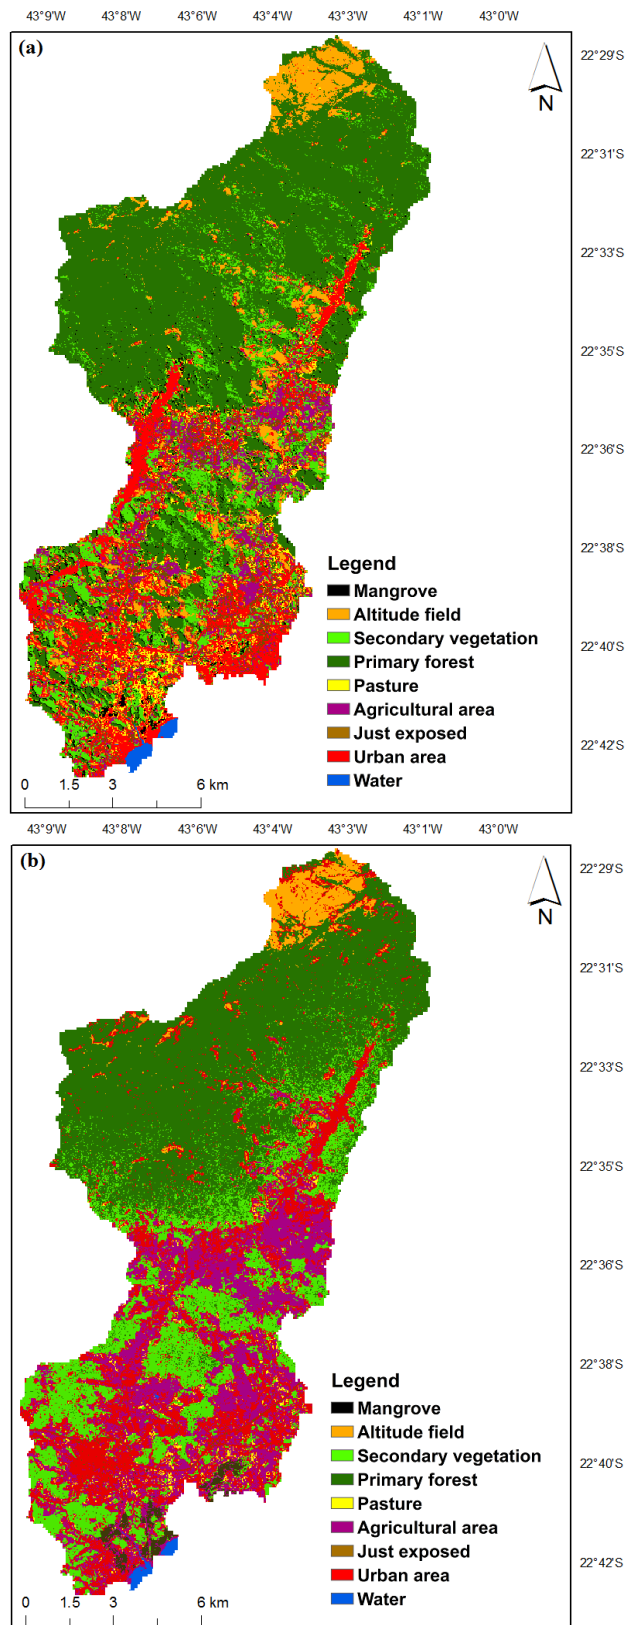 43°9'W 43°8'W 43°6'W 43°4'W 43°3'W 43°1'W 43°0'W
(a)
22°29'S
N
22°31'S
22°33'S
22°35'S
22°36'S
22°38'S
Legend
Mangrove
Altitude field
Secondary vegetation
22°40'S
Primary forest
Pasture
Agricultural area
Just exposed
22°42'S
Urban area
Water
0 1.5 3 6 km
43°9'W 43°8'W 43°6'W 43°4'W 43°3'W 43°1'W 43°0'W
(b)
22°29'S
N
22°31'S
22°33'S
22°35'S
22°36'S
22°38'S
Legend
Mangrove
Altitude field
Secondary vegetation
22°40'S
Primary forest
Pasture
Agricultural area
Just exposed
22°42'S
Urban area
Water
0 1.5 3 6 km